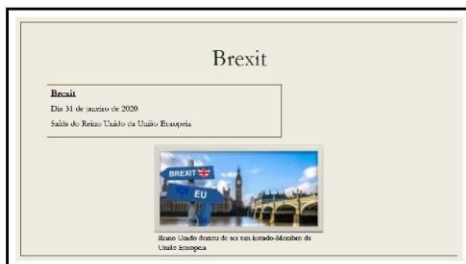 Brexit
Brexit
Dia 31 de janeiro de 2020
Saída do Reino Unido da União Europeia
BREXIT
EU
Reino Unido deixou de ser um Estado-Membro da
União Europeia